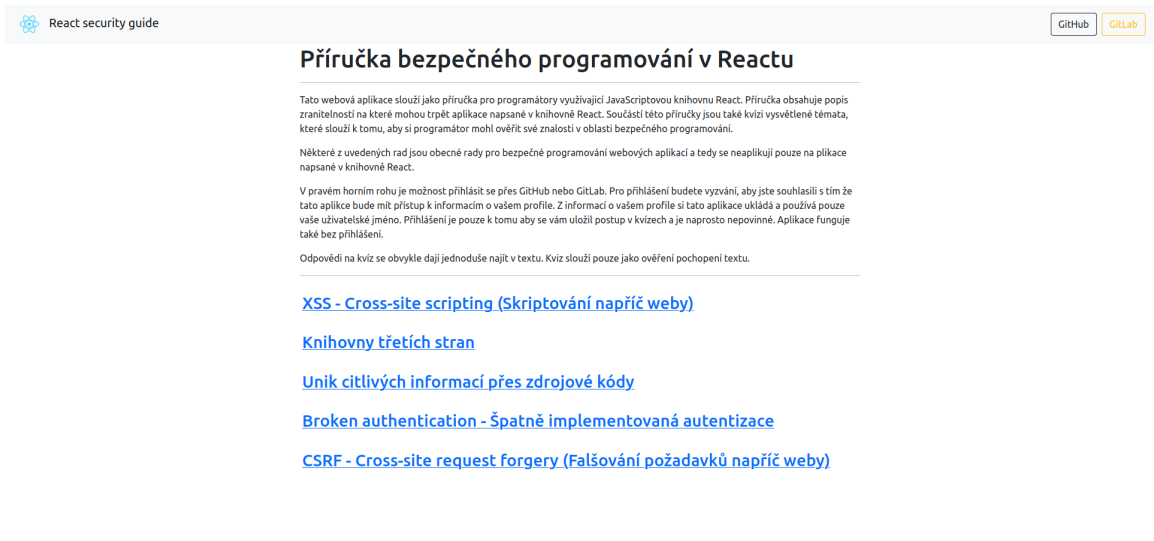 React security guide
GitHub
GitLab
Příručka bezpečného programování v Reactu
Tato webová aplikace slouží jako příručka pro programátory využívající JavaScriptovou knihovnu React. Příručka obsahuje popis
zranitelností na které mohou trpět aplikace napsané v knihovně React. Součástí této příručky jsou také kvízi vysvětlené témata,
které slouží k tomu, aby si programátor mohl ověřit své znalosti v oblasti bezpečného programování.
Některé z uvedených rad jsou obecné rady pro bezpečné programování webových aplikací a tedy se neaplikují pouze na plikace
napsané v knihovně React.
V pravém horním rohu je možnost přihlásit se přes GitHub nebo GitLab. Pro přihlášení budete vyzvání, aby jste souhlasili s tím že
tato aplikce bude mít přístup k informacím o vašem profile. Z informací o vašem profile si tato aplikace ukládá a používá pouze
vaše uživatelské jméno. Přihlášení je pouze k tomu aby se vám uložil postup v kvízech a je naprosto nepovinné. Aplikace funguje
také bez přihlášení.
Odpovědi na kvíz se obvykle dají jednoduše najít v textu. Kviz slouží pouze jako ověření pochopení textu.
XSS - Cross-site scripting (Skriptování napříč weby)
Knihovny třetích stran
Unik citlivých informací přes zdrojové kódy
Broken authentication - Špatně implementovaná autentizace
CSRF - Cross-site request forgery (Falšování požadavků napříč weby)